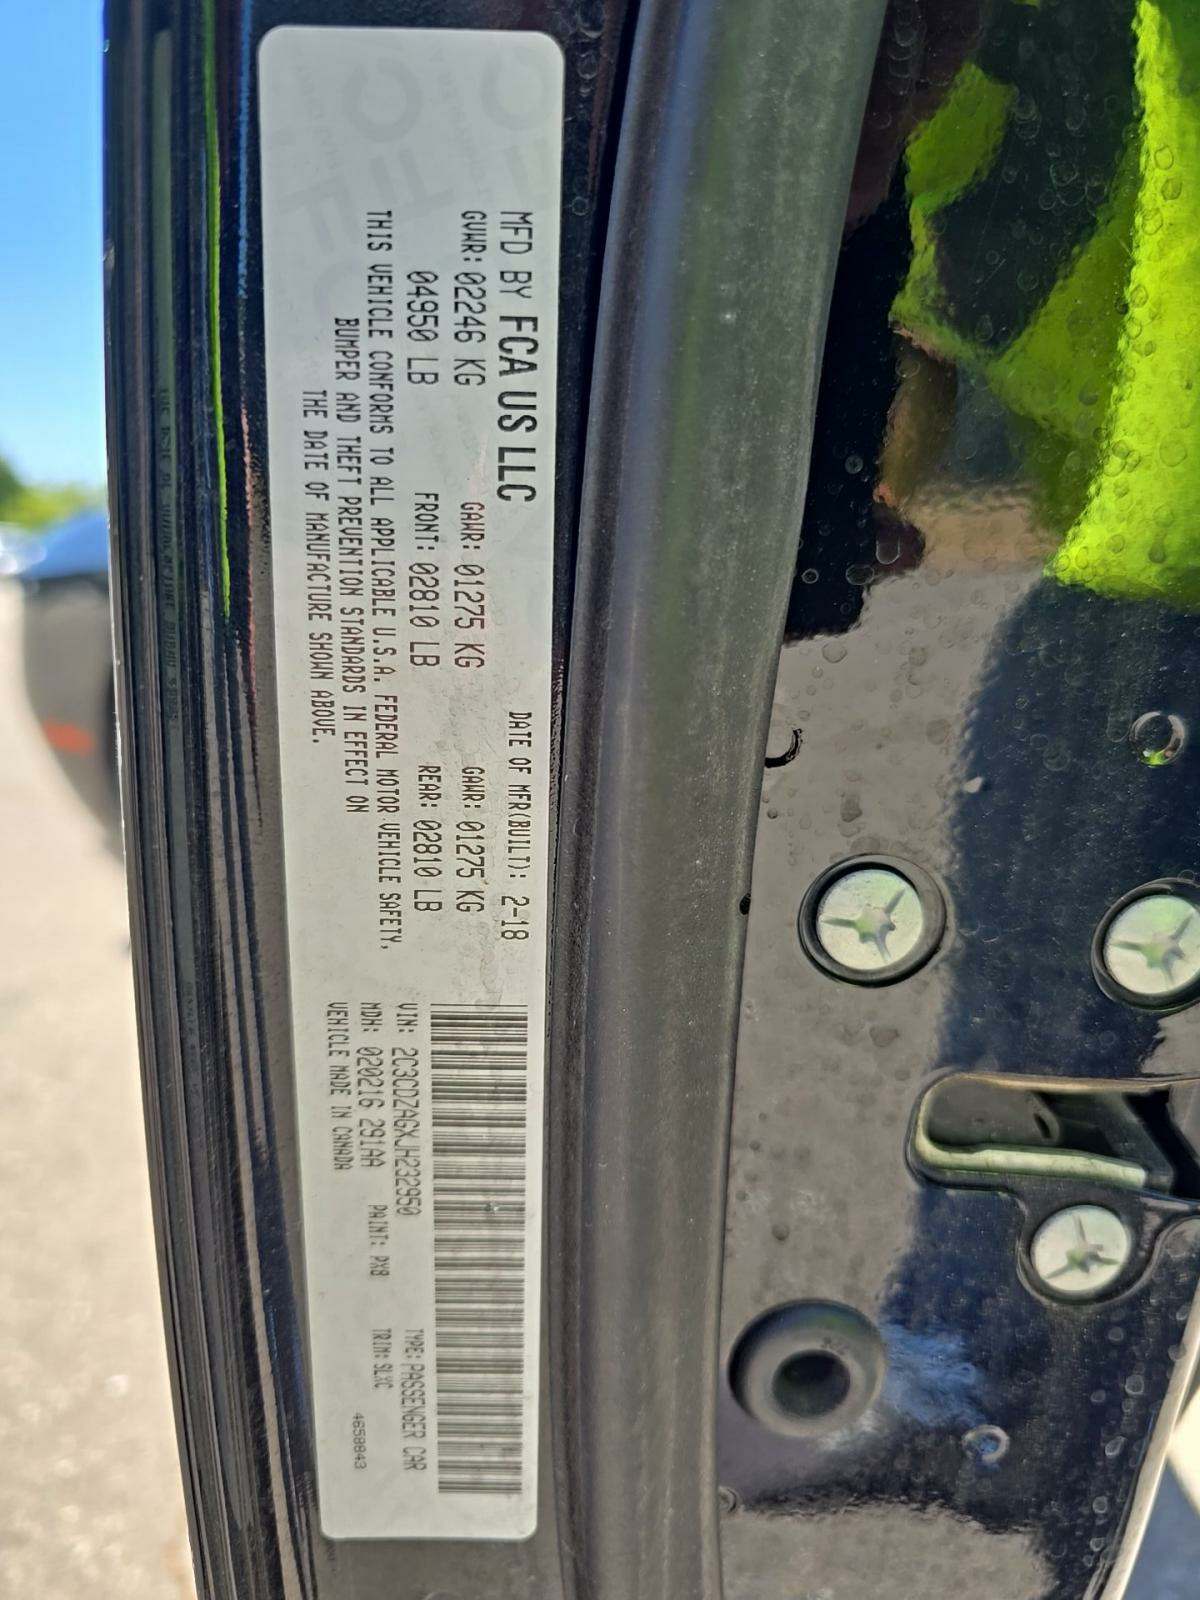 MFD BY FCA US LLC
DATE OF MFR(BUILT): 2-18
GVWR: 02246 KG
GAWR: 01275 KG
GAWR: 01275 KG
04950 LB
FRONT: 02810 LB
REAR: 02810 LB
THIS VEHICLE CONFORMS TO ALL APPLICABLE U.S.A. FEDERAL MOTOR VEHICLE SAFETY,
BUMPER AND THEFT PREVENTION STANDARDS IN EFFECT ON
THE DATE OF MANUFACTURE SHOWN ABOVE.
VIN: 2C3CDZAGXJH232950
TYPE: PASSENGER CAR
MDH: 020216 291AA
PAINT: PX8
TRIM: SLXC
VEHICLE MADE IN CANADA
4658843